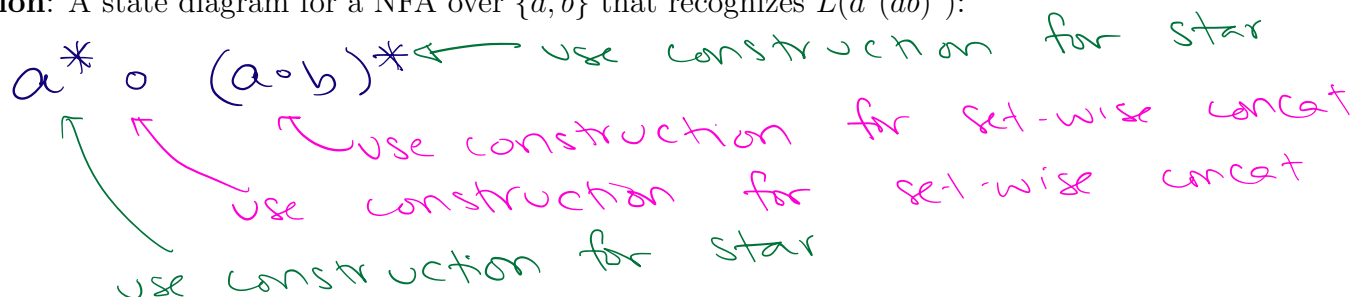 ion: A state diagram for a NFA over {a, b} that recognizes L(a*(ab)*):
a* ∘ (a∘b)* use construction for star
use construction for set-wise concat
use construction for set-wise concat
use construction for star